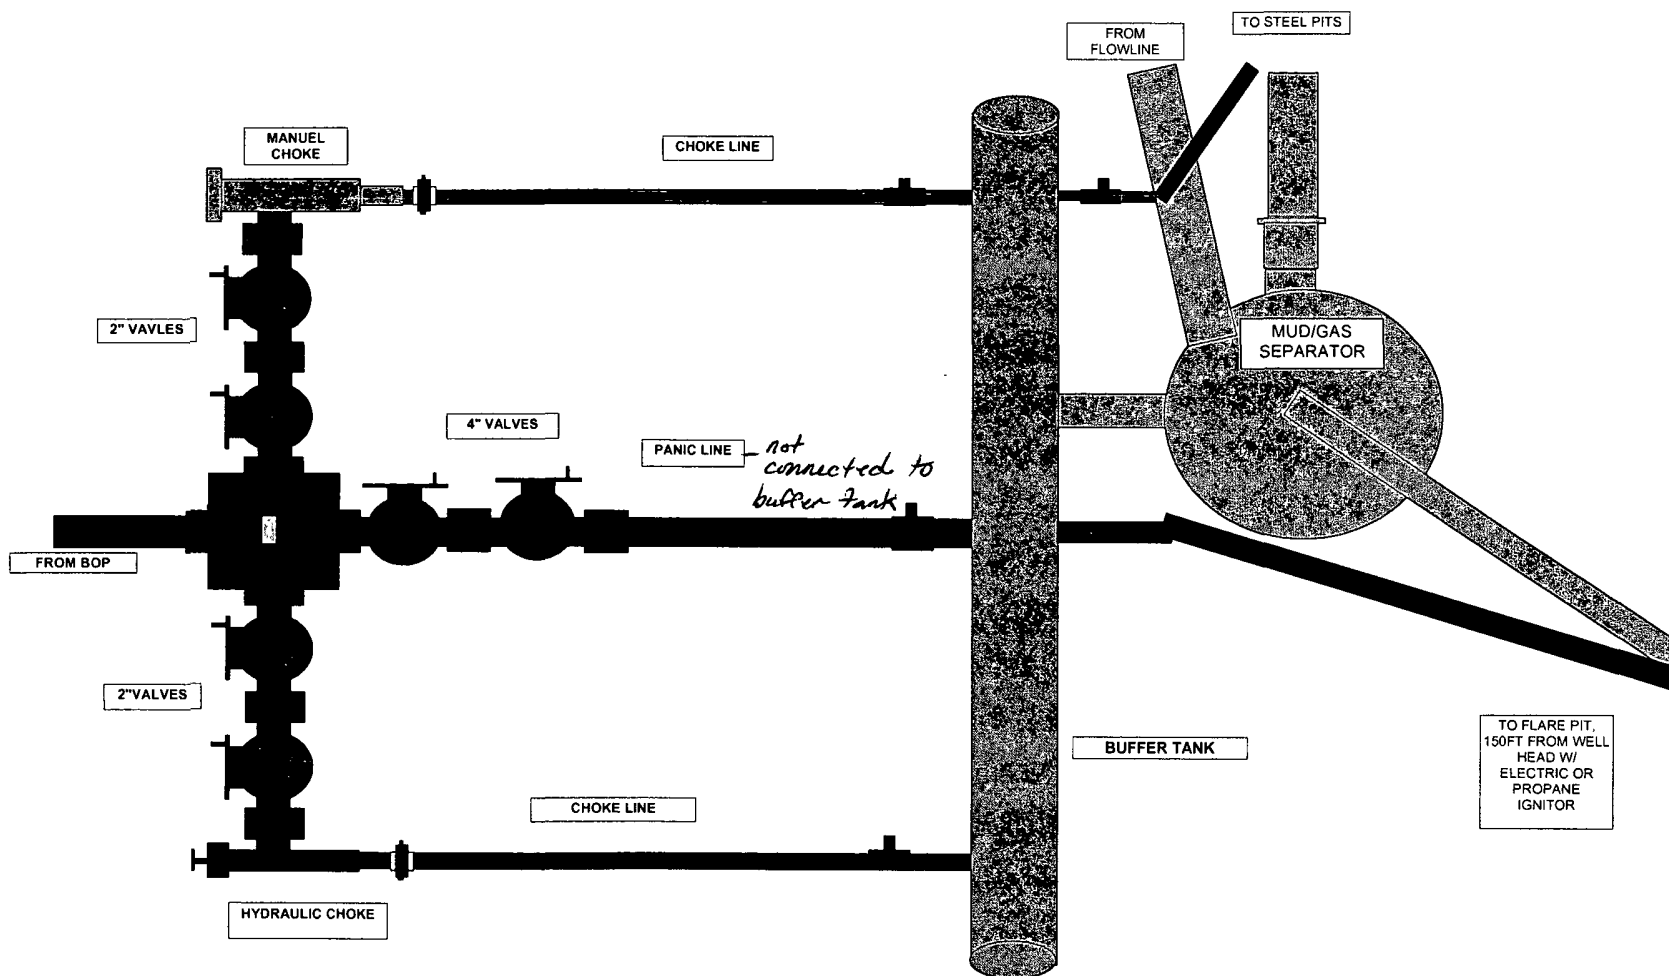 TO STEEL PITS
FROM
FLOWLINE
MANUEL
CHOKE
CHOKE LINE
2" VAVLES
MUD/GAS
SEPARATOR
4" VALVES
PANIC LINE - not
connected to
buffer tank
FROM BOP
2"VALVES
BUFFER TANK
TO FLARE PIT,
150FT FROM WELL
HEAD W/
ELECTRIC OR
PROPANE
IGNITOR
CHOKE LINE
HYDRAULIC CHOKE